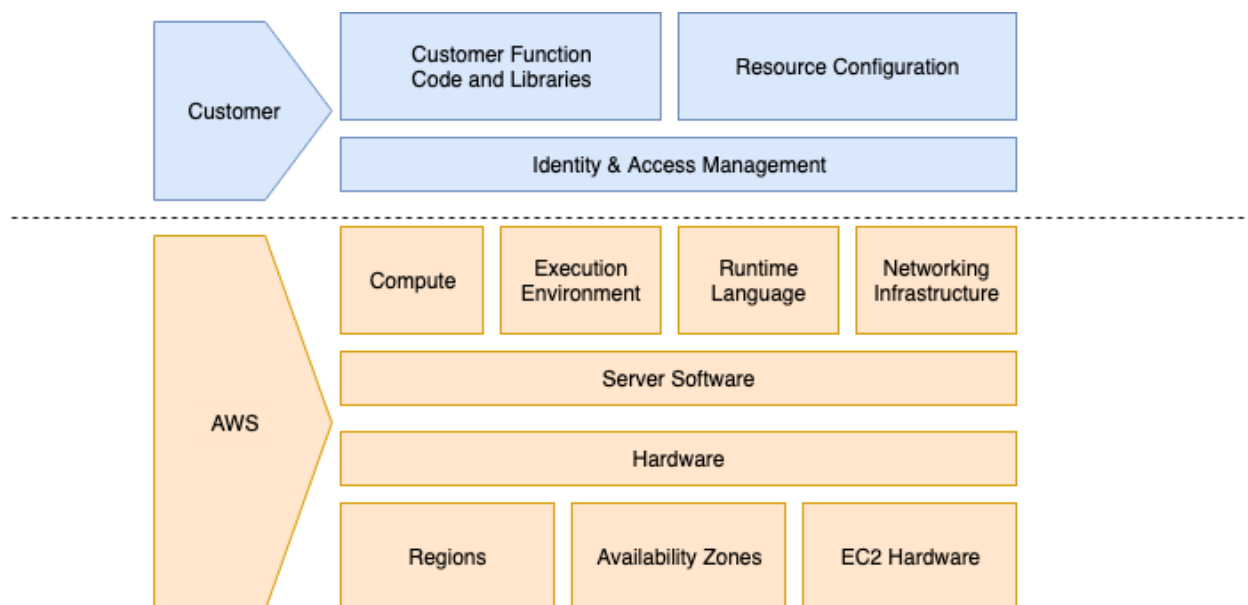 Customer
Customer Function
Code and Libraries
Resource Configuration
Identity & Access Management
AWS
Compute
Execution
Environment
Runtime
Language
Networking
Infrastructure
Server Software
Hardware
Regions
Availability Zones
EC2 Hardware